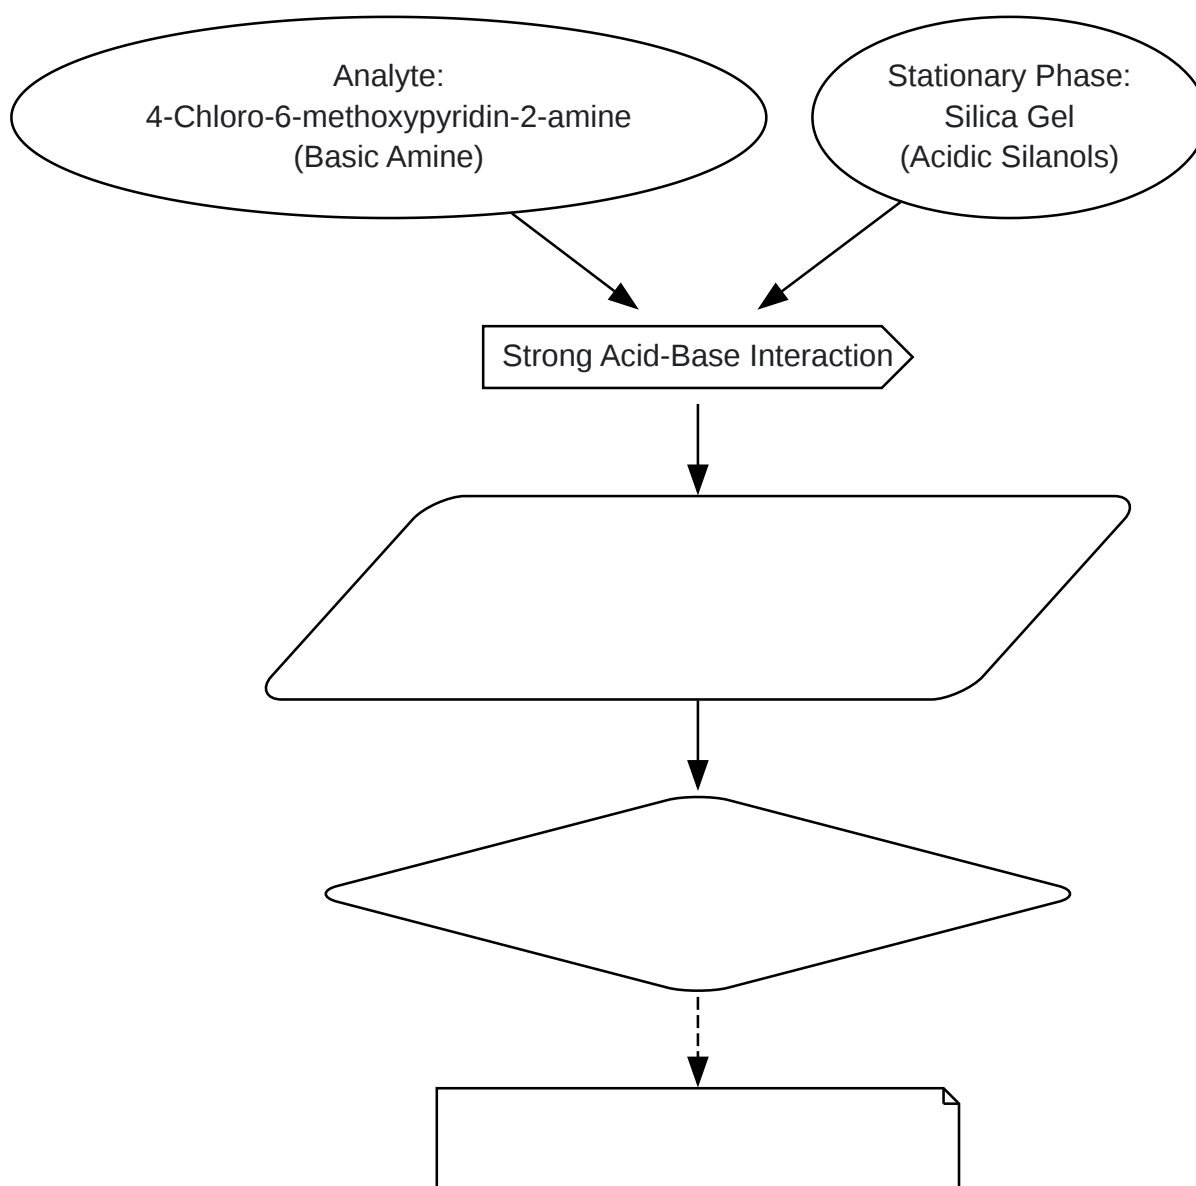 Analyte:
4-Chloro-6-methoxypyridin-2-amine
(Basic Amine)
Stationary Phase:
Silica Gel
(Acidic Silanols)
Strong Acid-Base Interaction